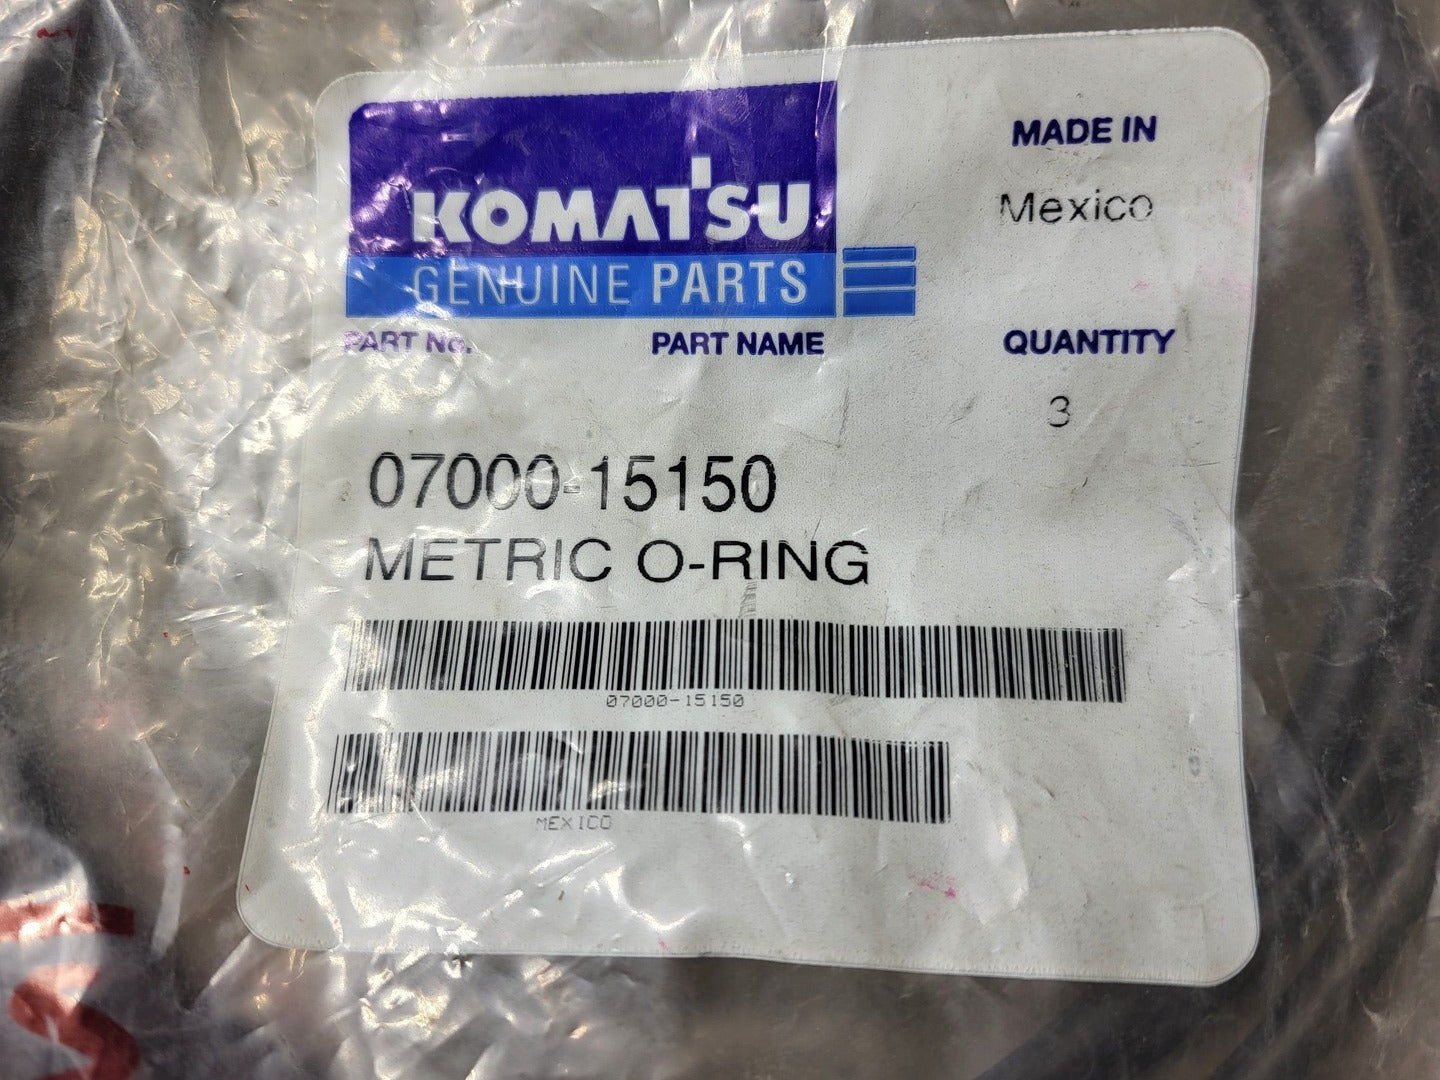 KOMATSU
GENUINE PARTS
MADE IN
Mexico
PART No.
PART NAME
QUANTITY
3
07000-15150
METRIC O-RING
07000-15150
MEXICO